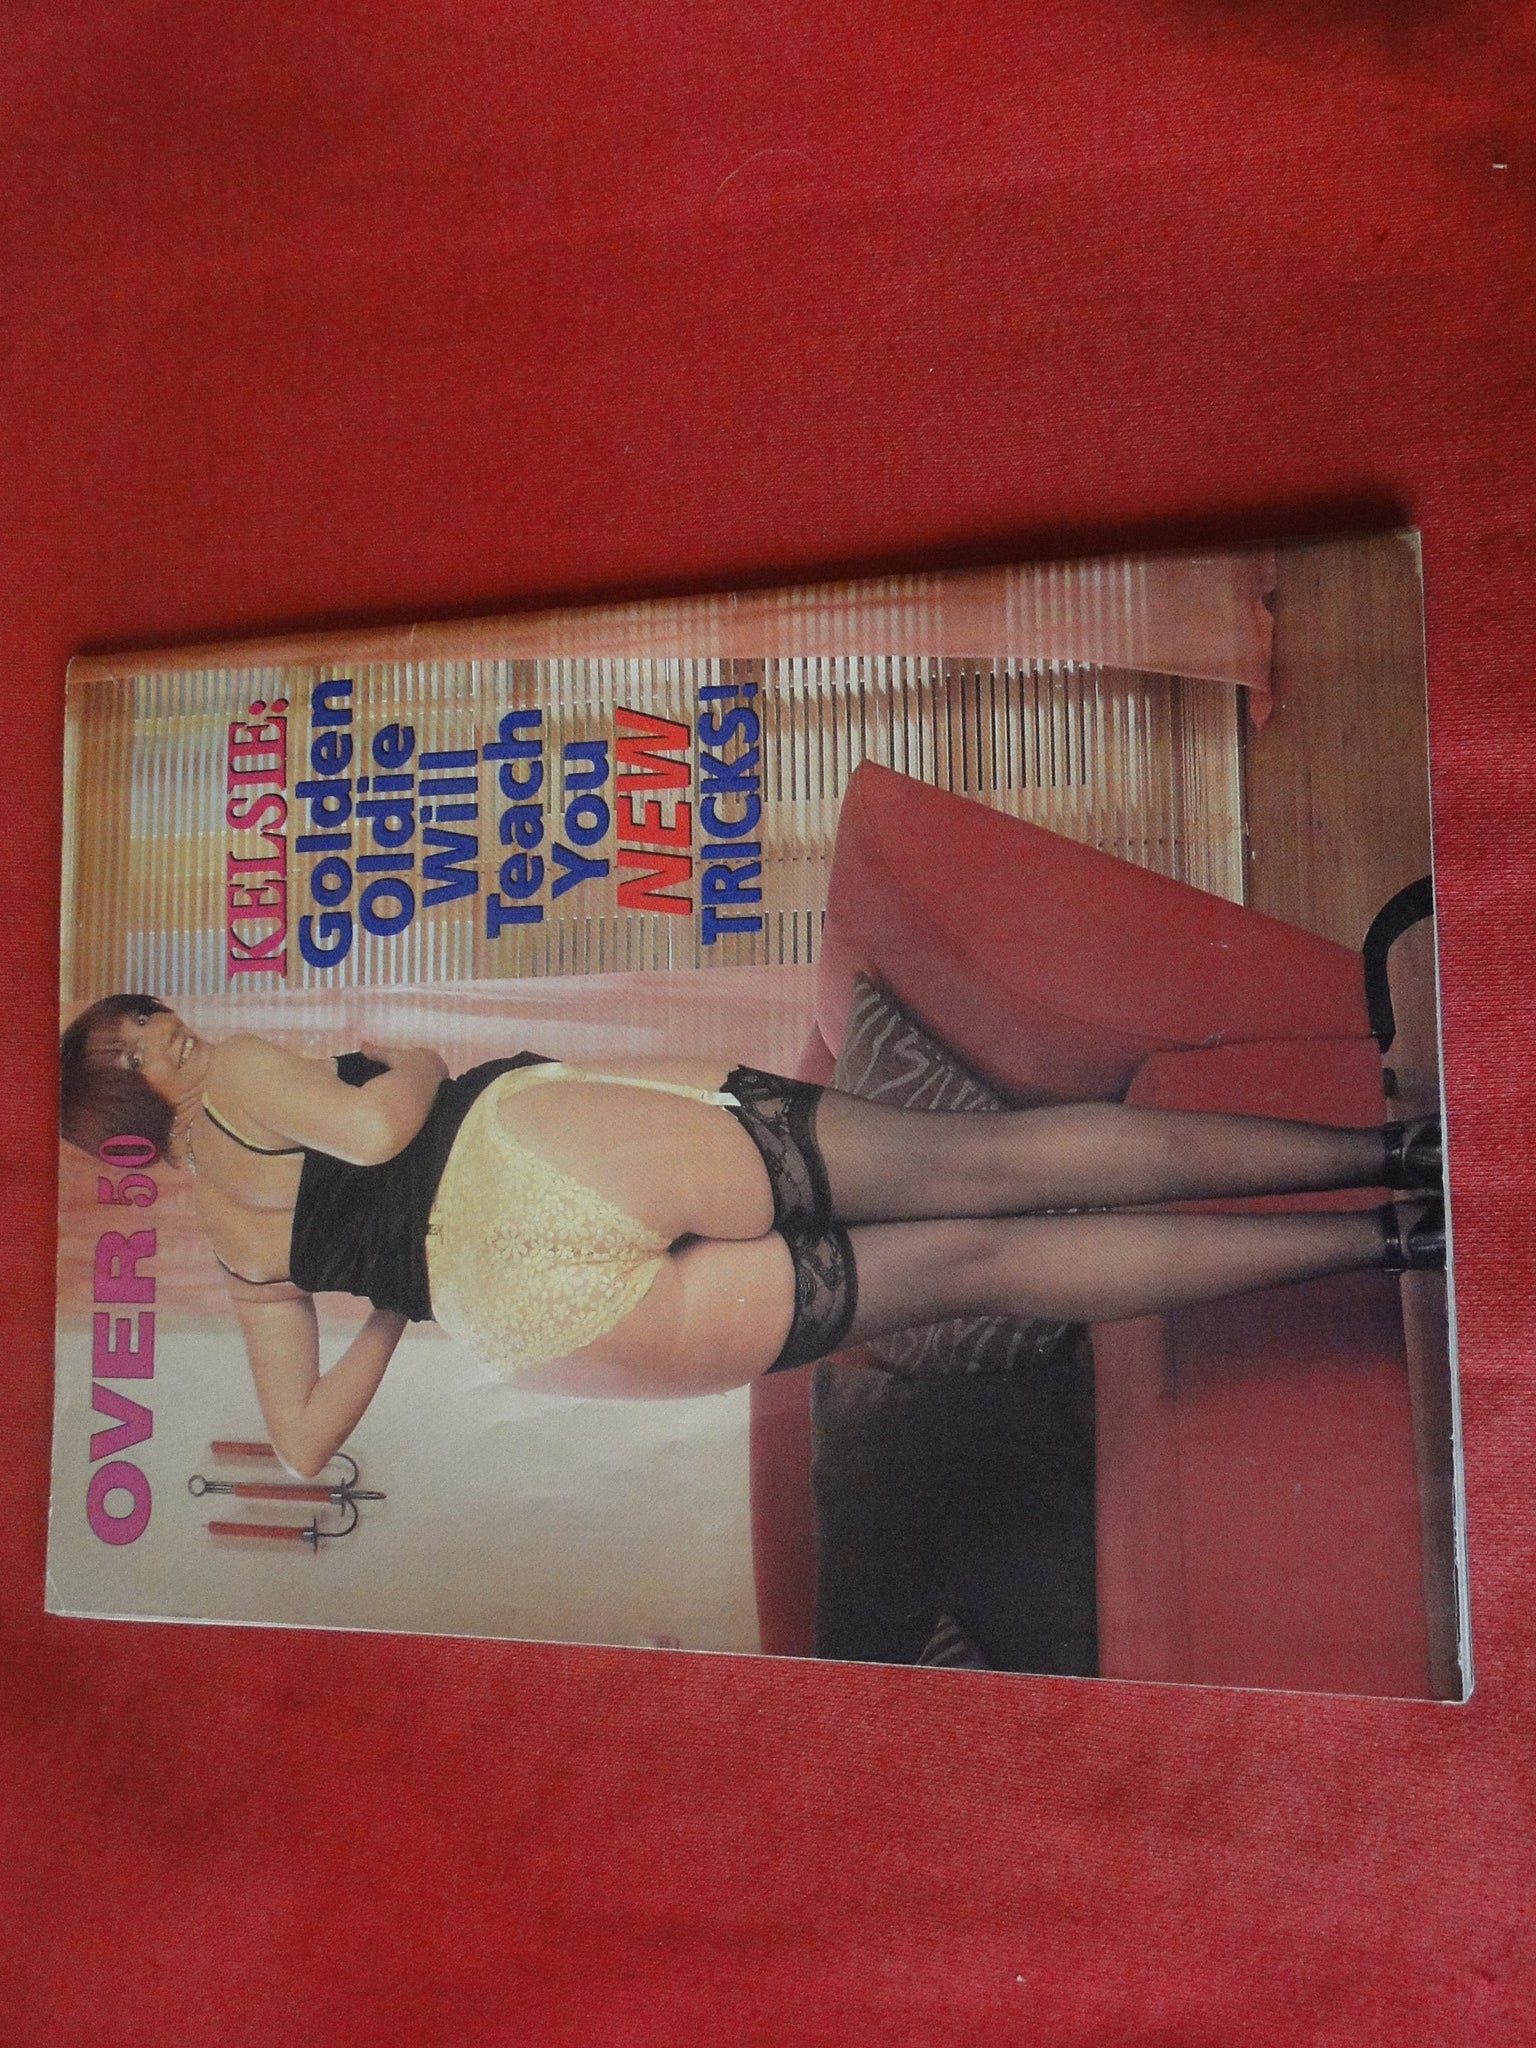 OVER 50
KELSIE:
Golden
Oldie
Will
Teach
You
NEW
TRICKS!